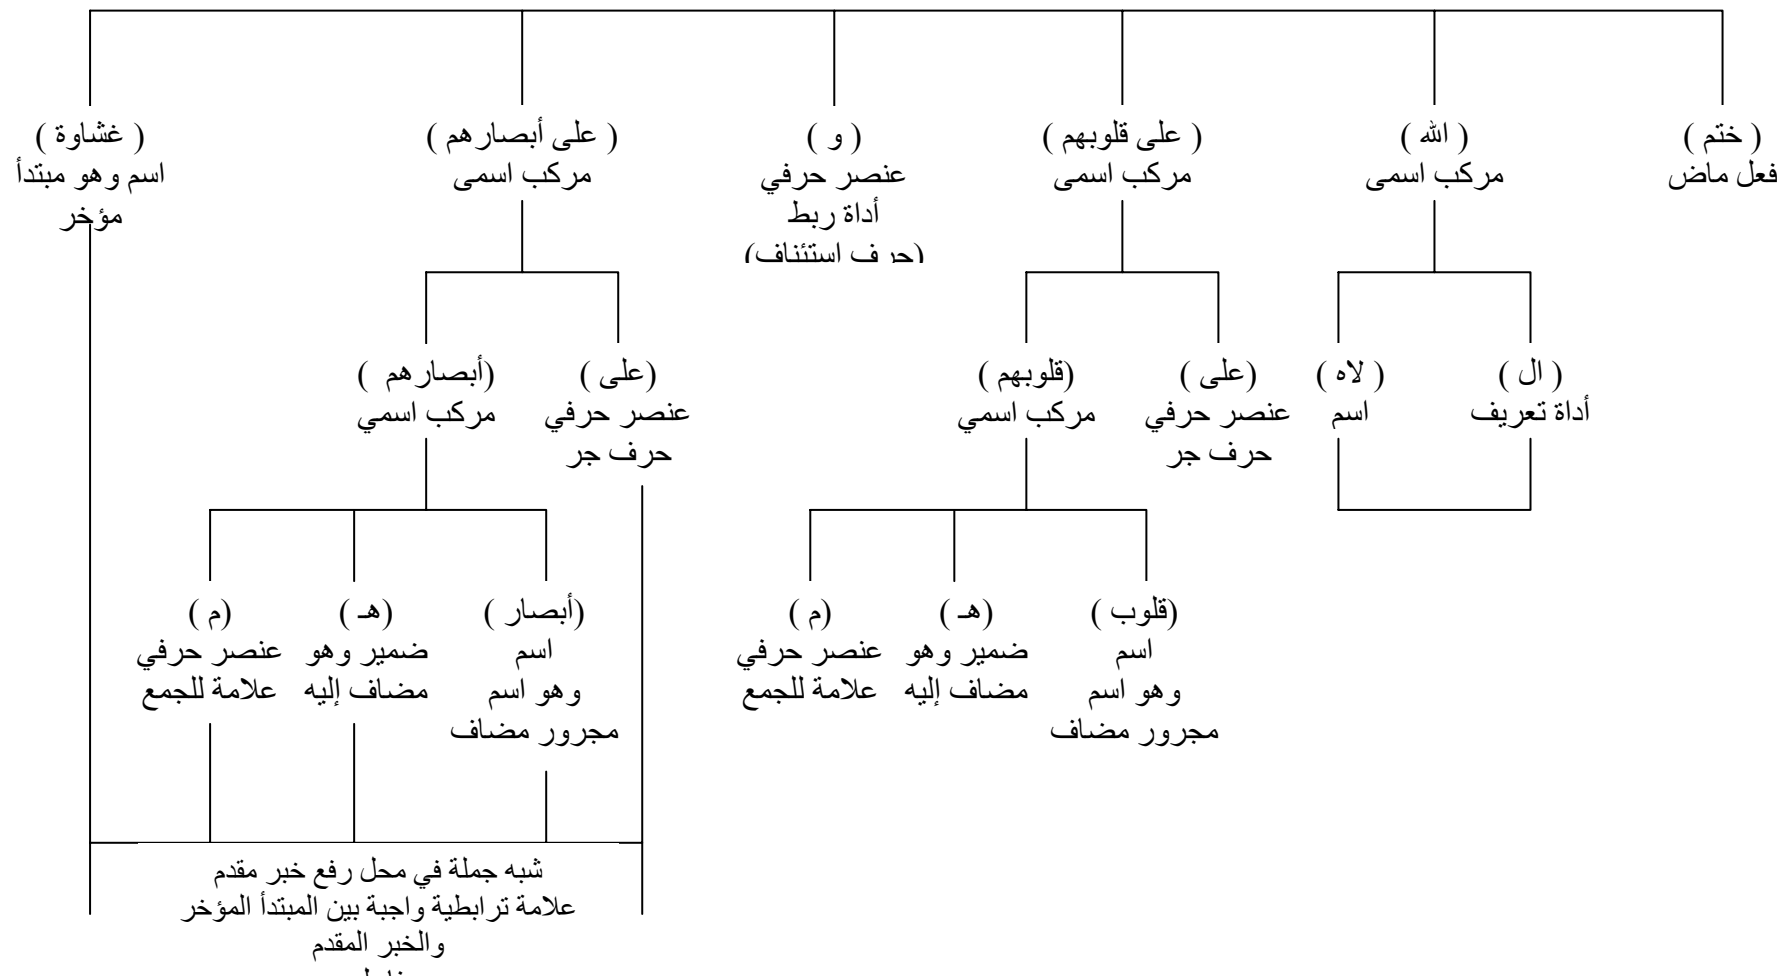 ( ختم )
فعل ماض
( الله )
مركب اسمى
( على قلوبهم )
مركب اسمى
( و )
عنصر حرفي
أداة ربط
(حرف استئناف)
( على أبصارهم )
مركب اسمى
( غشاوة )
اسم وهو مبتدأ
مؤخر
( ال )
أداة تعريف
( لاه )
اسم
(على )
عنصر حرفي
حرف جر
(قلوبهم )
مركب اسمي
(على )
عنصر حرفي
حرف جر
(أبصارهم )
مركب اسمي
(قلوب )
اسم
وهو اسم
مجرور مضاف
(هـ )
ضمير وهو
مضاف إليه
(م )
عنصر حرفي
علامة للجمع
(أبصار )
اسم
وهو اسم
مجرور مضاف
(هـ )
ضمير وهو
مضاف إليه
(م )
عنصر حرفي
علامة للجمع
شبه جملة في محل رفع خبر مقدم
علامة ترابطية واجبة بين المبتدأ المؤخر
والخبر المقدم